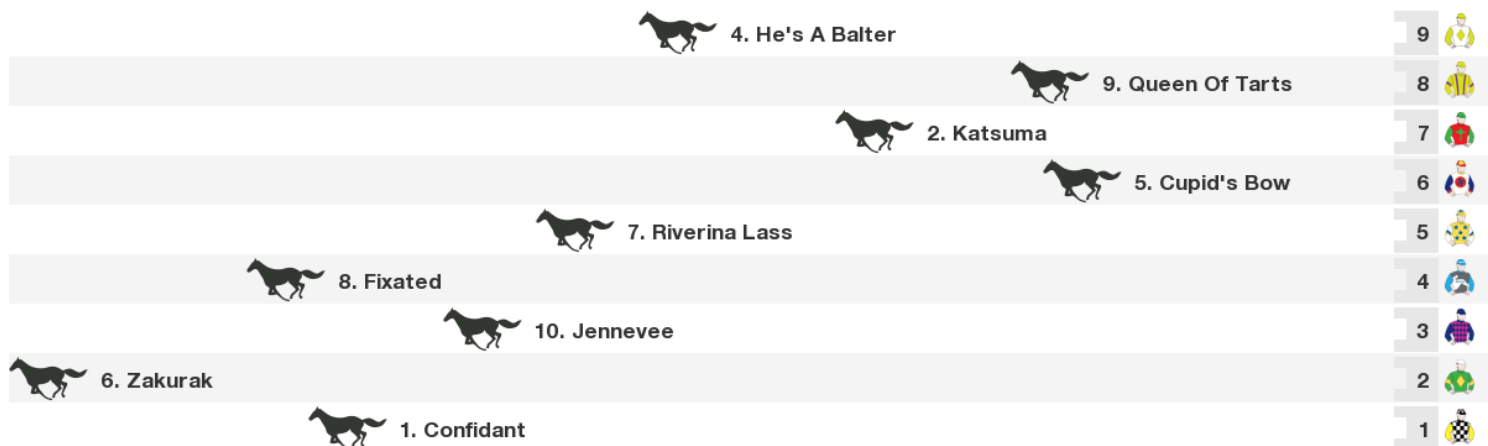 4. He's A Balter 9
9. Queen Of Tarts 8
2. Katsuma 7
5. Cupid's Bow 6
7. Riverina Lass 5
8. Fixated 4
10. Jennevee 3
6. Zakurak 2
1. Confidant 1